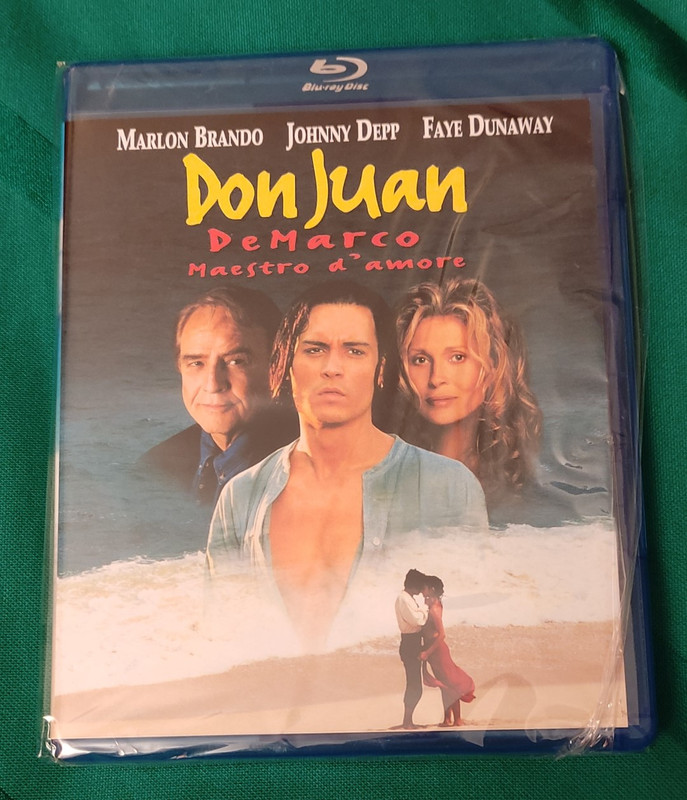 Blu-ray Disc
MARLON BRANDO JOHNNY DEPP FAYE DUNAWAY
Don Juan
DeMarco
Maestro d'amore